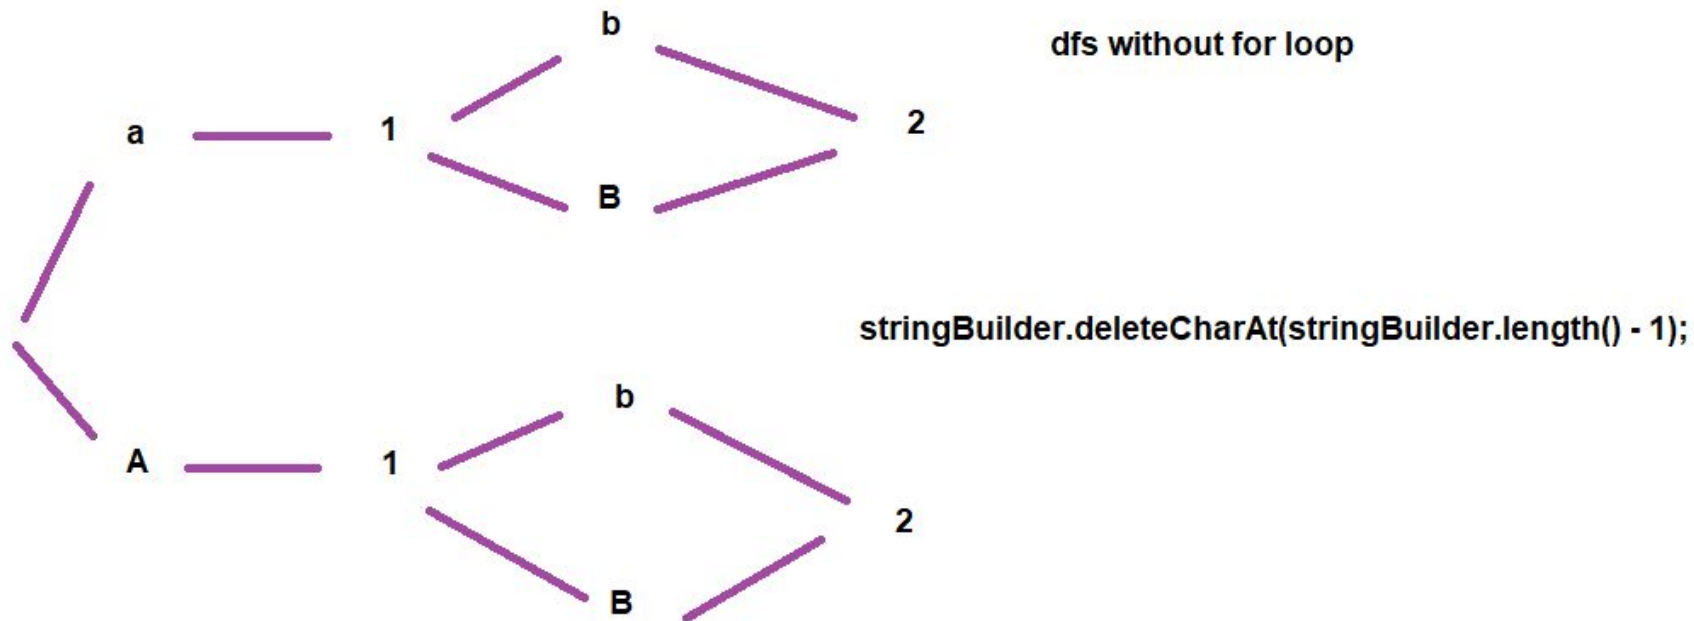 b
dfs without for loop
a
1
2
B
stringBuilder.deleteCharAt(stringBuilder.length() - 1);
b
A
1
2
B